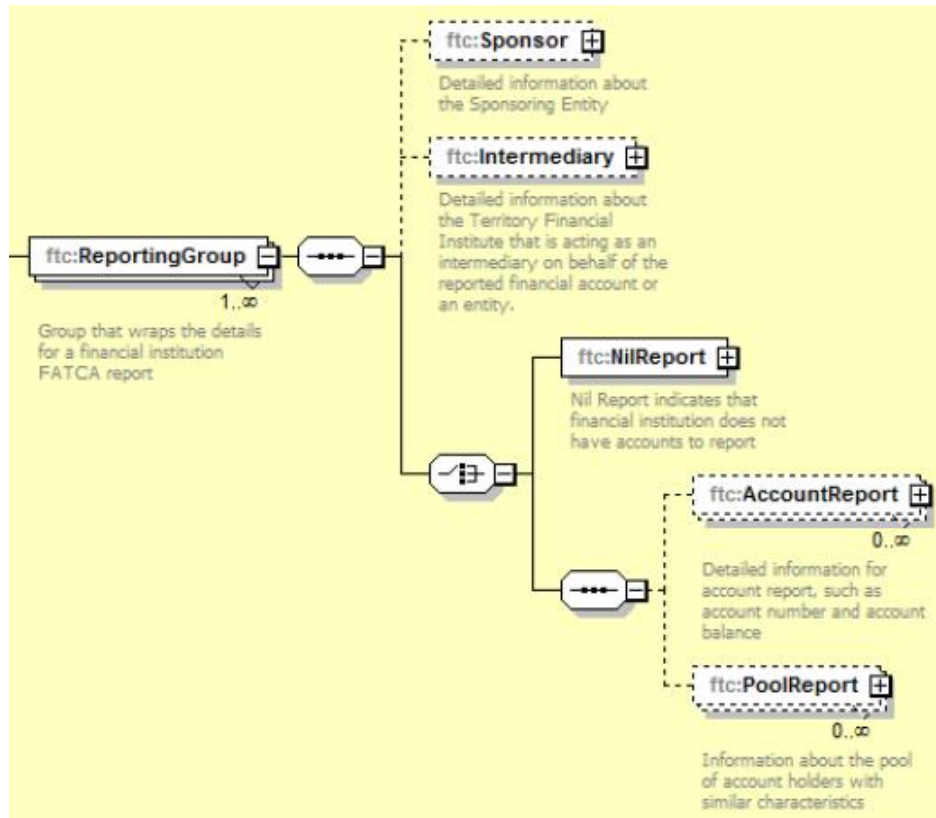 ftc:Sponsor
Detailed information about
the Sponsoring Entity
ftc:Intermediary
Detailed information about
the Territory Financial
Institute that is acting as an
intermediary on behalf of the
reported financial account or
an entity.
ftc:ReportingGroup
1..∞
Group that wraps the details
for a financial institution
FATCA report
ftc:NilReport
Nil Report indicates that
financial institution does not
have accounts to report
ftc:AccountReport
0..∞
Detailed information for
account report, such as
account number and account
balance
ftc:PoolReport
0..∞
Information about the pool
of account holders with
similar characteristics